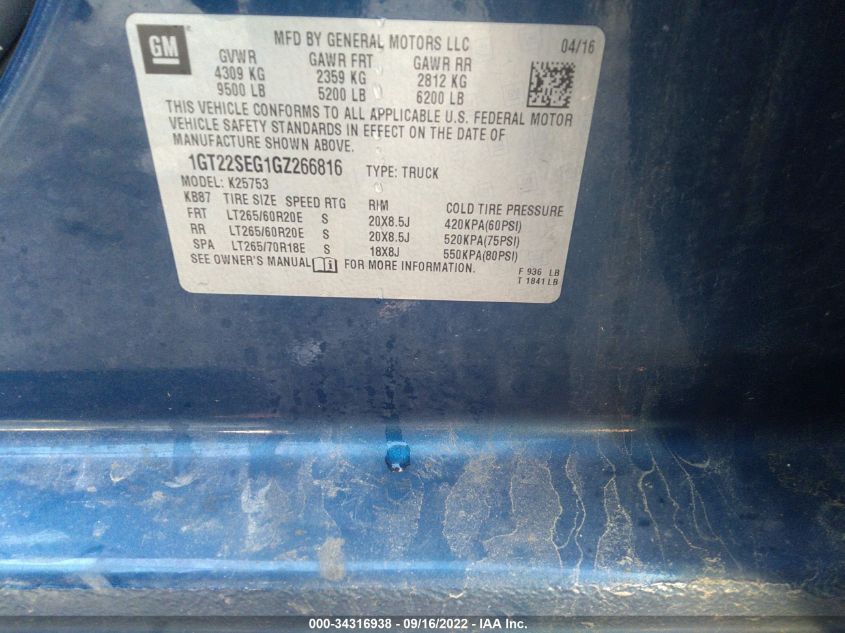 GM
MFD BY GENERAL MOTORS LLC 04/16
GVWR GAWR FRT GAWR RR
4309 KG 2359 KG 2812 KG
9500 LB 5200 LB 6200 LB
THIS VEHICLE CONFORMS TO ALL APPLICABLE U.S. FEDERAL MOTOR
VEHICLE SAFETY STANDARDS IN EFFECT ON THE DATE OF
MANUFACTURE SHOWN ABOVE.
1GT22SEG1GZ266816 TYPE: TRUCK
MODEL: K25753
KB87 TIRE SIZE SPEED RTG RIM COLD TIRE PRESSURE
FRT LT265/60R20E S 20X8.5J 420KPA(60PSI)
RR LT265/60R20E S 20X8.5J 520KPA(75PSI)
SPA LT265/70R18E S 18X8J 550KPA(80PSI)
SEE OWNER'S MANUAL i FOR MORE INFORMATION.
F 936 LB
T 1841 LB
000-34316938 - 09/16/2022 - IAA Inc.